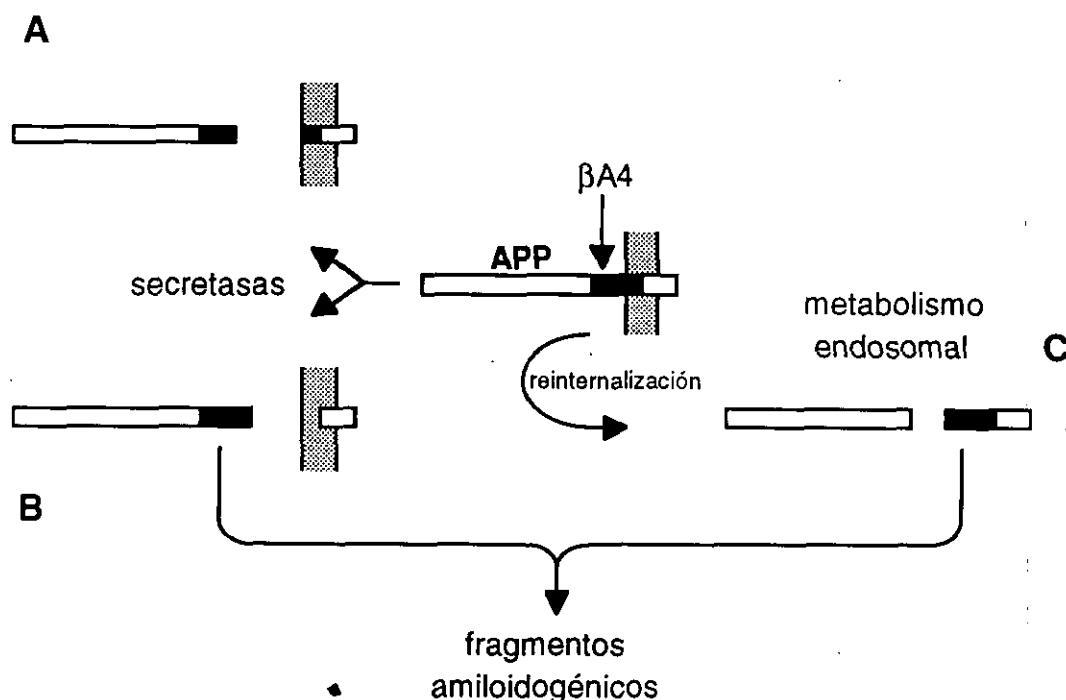 A
βA4
APP
secretasas
metabolismo
endosomal
C
reinternalización
B
fragmentos
amiloidogénicos